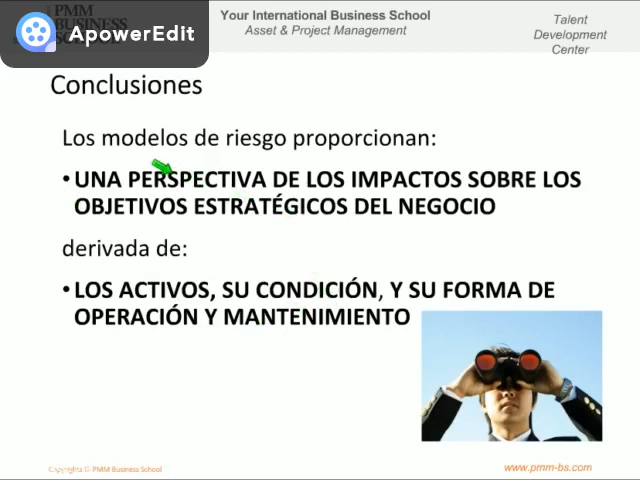 PMM
BUSINESS
SCHOOL
ApowerEdit
Your International Business School
Asset & Project Management
Talent
Development
Center
Conclusiones
Los modelos de riesgo proporcionan:
•UNA PERSPECTIVA DE LOS IMPACTOS SOBRE LOS
OBJETIVOS ESTRATÉGICOS DEL NEGOCIO
derivada de:
•LOS ACTIVOS, SU CONDICIÓN, Y SU FORMA DE
OPERACIÓN Y MANTENIMIENTO
Copyrights © PMM Business School
www.pmm-bs.com